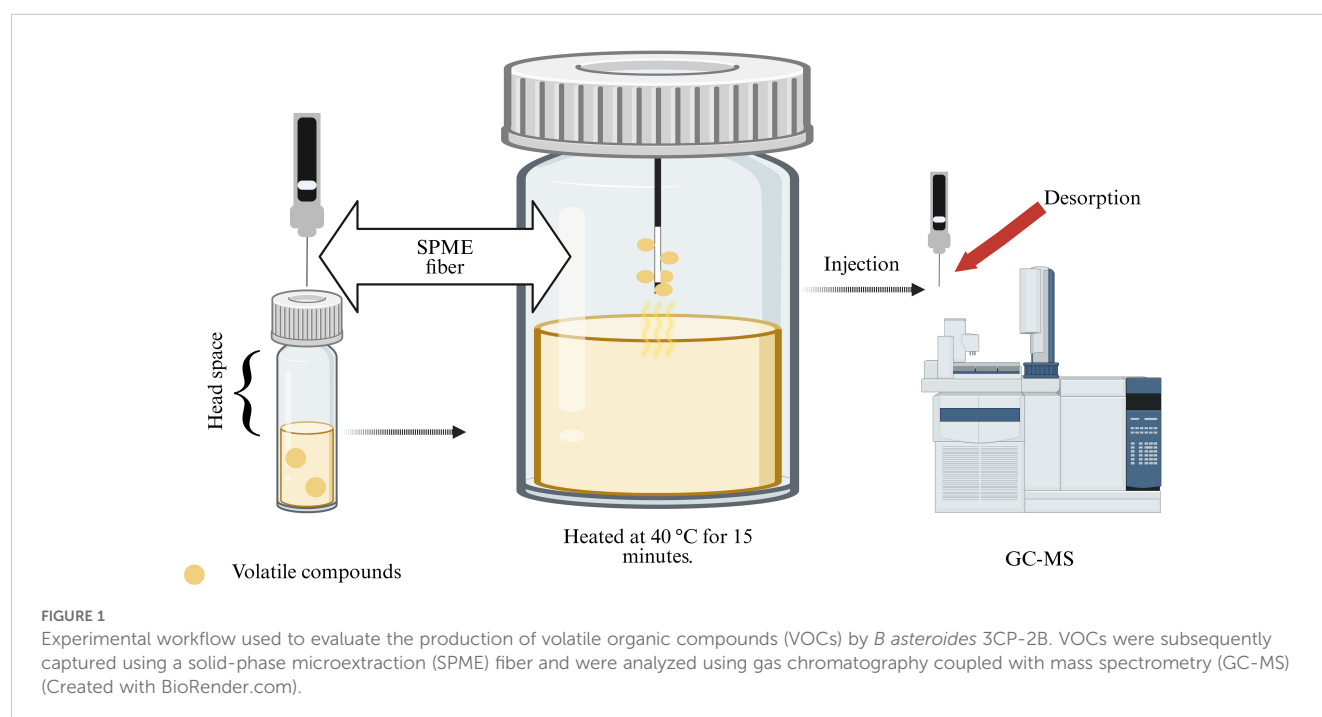 Desorption
SPME
fiber
Injection
Head space
Heated at 40 °C for 15
minutes.
GC-MS
Volatile compounds
FIGURE 1
Experimental workflow used to evaluate the production of volatile organic compounds (VOCs) by B asteroides 3CP-2B. VOCs were subsequently
captured using a solid-phase microextraction (SPME) fiber and were analyzed using gas chromatography coupled with mass spectrometry (GC-MS)
(Created with BioRender.com).